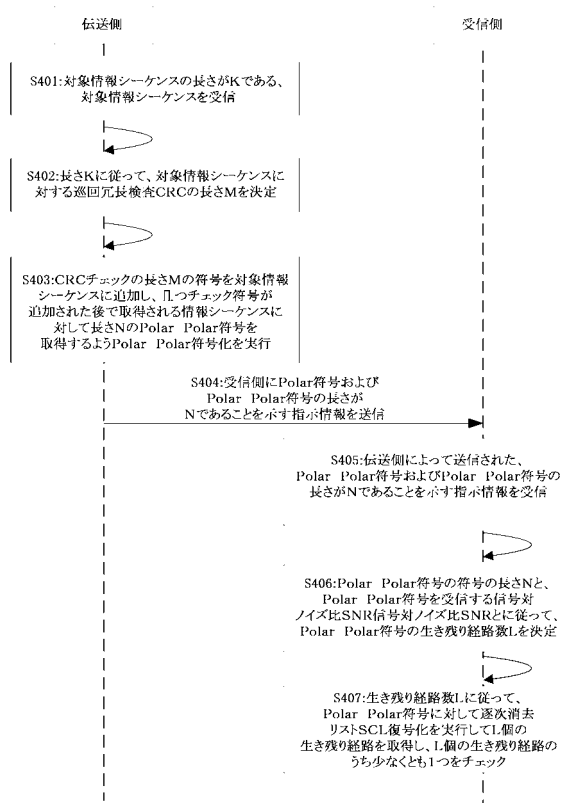 伝送側
受信側
S401:対象情報シーケンスの長さがKである、
対象情報シーケンスを受信
S402:長さKに従って、対象情報シーケンスに
対する巡回冗長検査CRCの長さMを決定
S403:CRCチェックの長さMの符号を対象情報
シーケンスに追加し、且つチェック符号が
追加された後で取得される情報シーケンスに
対して長さNのPolar Polar符号を
取得するようPolar Polar符号化を実行
S404:受信側にPolar符号および
Polar Polar符号の長さが
Nであることを示す指示情報を送信
S405:伝送側によって送信された、
Polar Polar符号およびPolar Polar符号の
長さがNであることを示す指示情報を受信
S406:Polar Polar符号の符号の長さNと、
Polar Polar符号を受信する信号対
ノイズ比SNR信号対ノイズ比SNRとに従って、
Polar Polar符号の生き残り経路数Lを決定
S407:生き残り経路数Lに従って、
Polar Polar符号に対して逐次消去
リストSCL復号化を実行してL個の
生き残り経路を取得し、L個の生き残り経路の
うち少なくとも1つをチェック